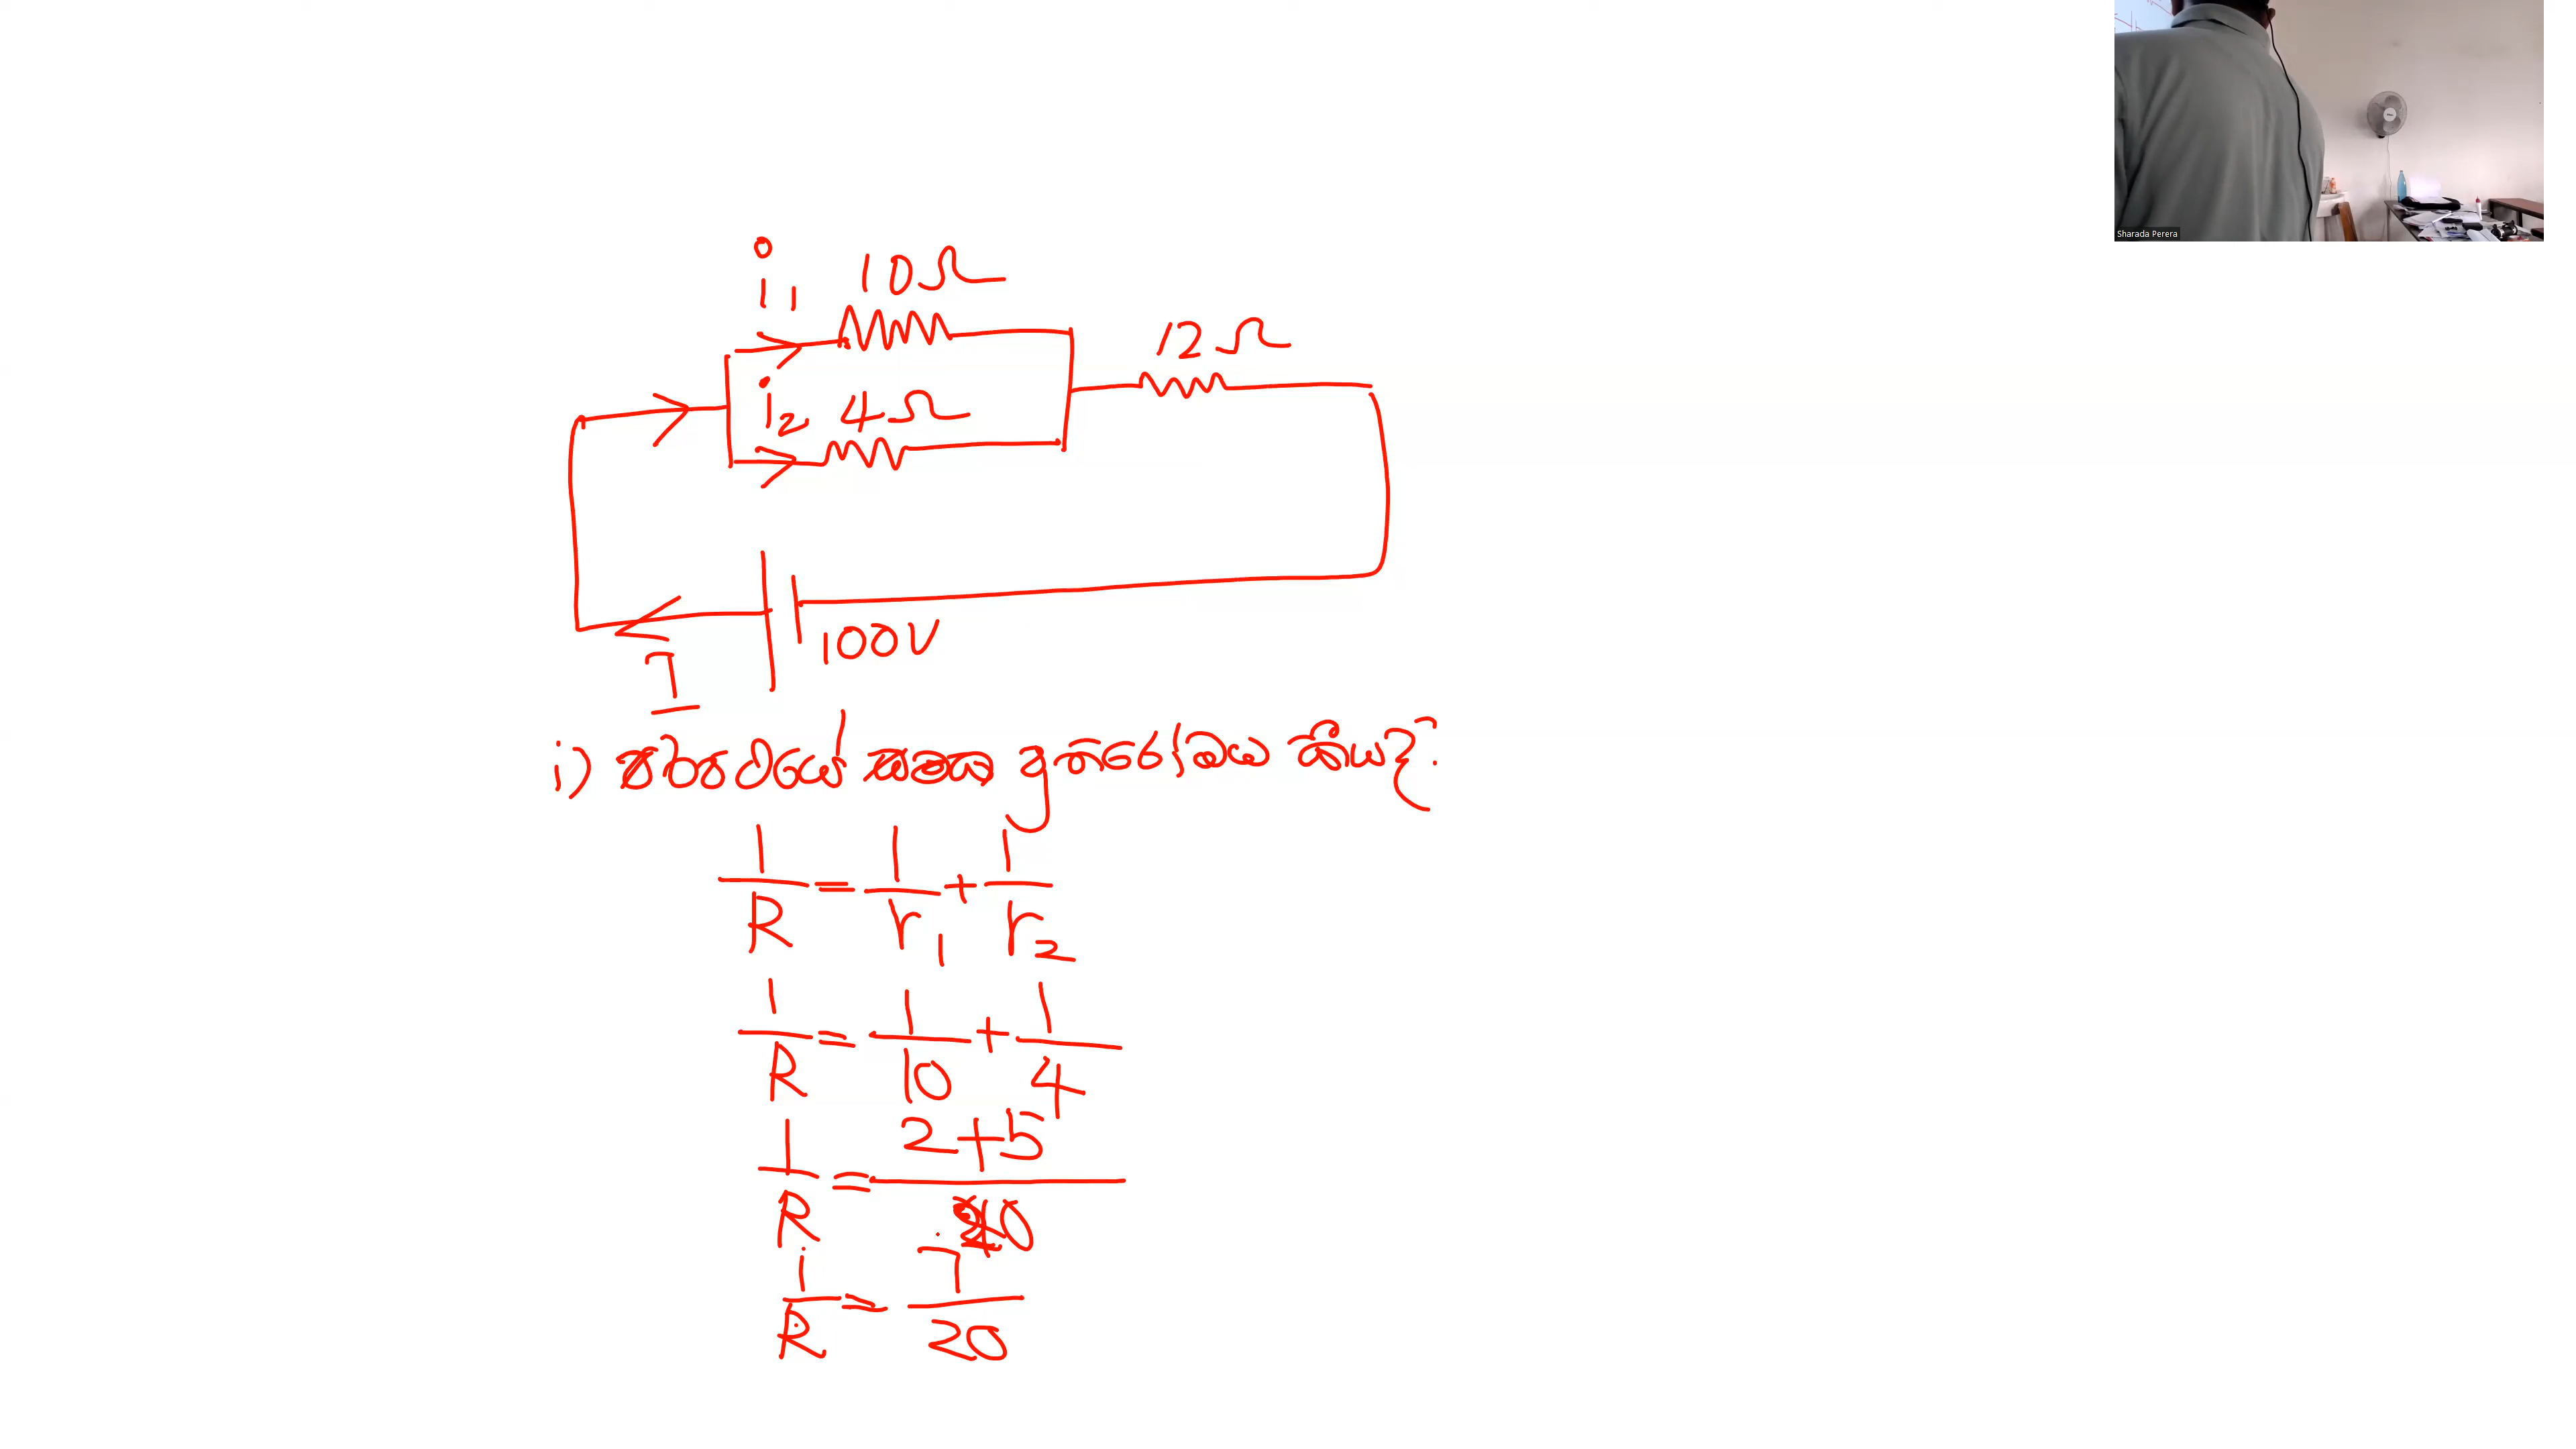 Sharada Perera
i₁ 10Ω
12Ω
i₂ 4Ω
100V
I
i) පරිපථයේ සමක ප්‍රතිරෝධය කීයද?
1/R = 1/r₁ + 1/r₂
1/R = 1/10 + 1/4
1/R = (2+5)/20
1/R = 7/20